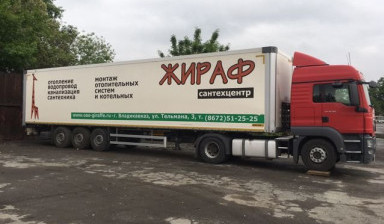 отопление
водопровод
канализация
сантехника
монтаж
отопительных
систем
и котельных
ЖИРАФ
сантехцентр
www.ooo-giraffe.ru · г. Владикавказ, ул. Тельмана, 3, т. (8672)51-25-25